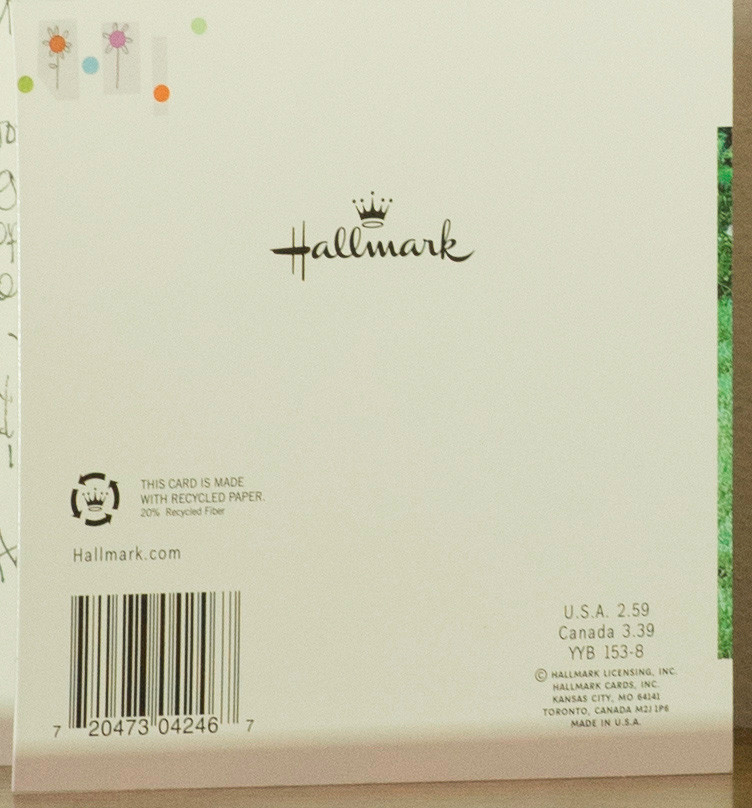 Hallmark
THIS CARD IS MADE
WITH RECYCLED PAPER.
20% Recycled Fiber
Hallmark.com
7 20473 04246 7
U.S.A. 2.59
Canada 3.39
YYB 153-8
© HALLMARK LICENSING, INC.
HALLMARK CARDS, INC.
KANSAS CITY, MO 64141
TORONTO, CANADA M2J 1P6
MADE IN U.S.A.